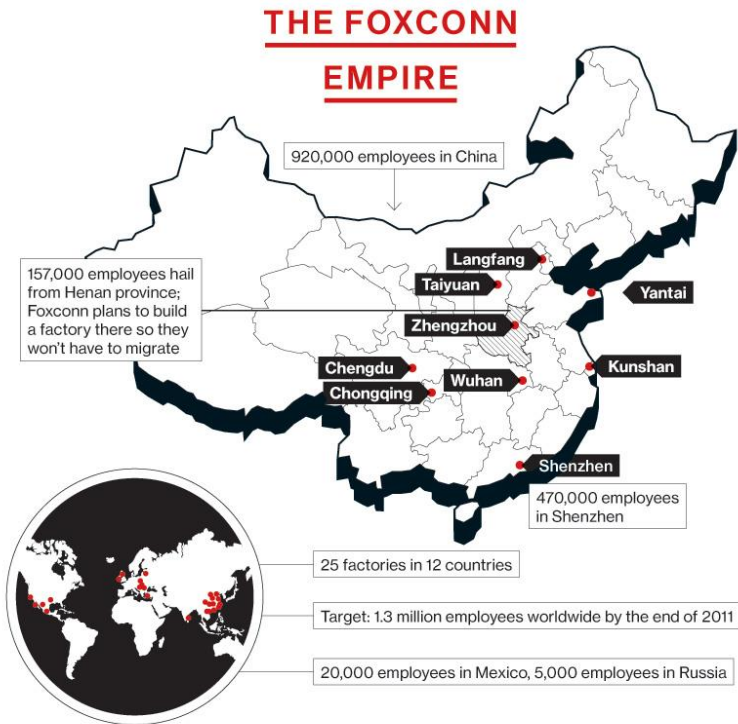 THE FOXCONN
EMPIRE
920,000 employees in China
157,000 employees hail
from Henan province;
Foxconn plans to build
a factory there so they
won’t have to migrate
Langfang
Taiyuan
Yantai
Zhengzhou
Chengdu
Wuhan
Kunshan
Chongqing
Shenzhen
470,000 employees
in Shenzhen
25 factories in 12 countries
Target: 1.3 million employees worldwide by the end of 2011
20,000 employees in Mexico, 5,000 employees in Russia